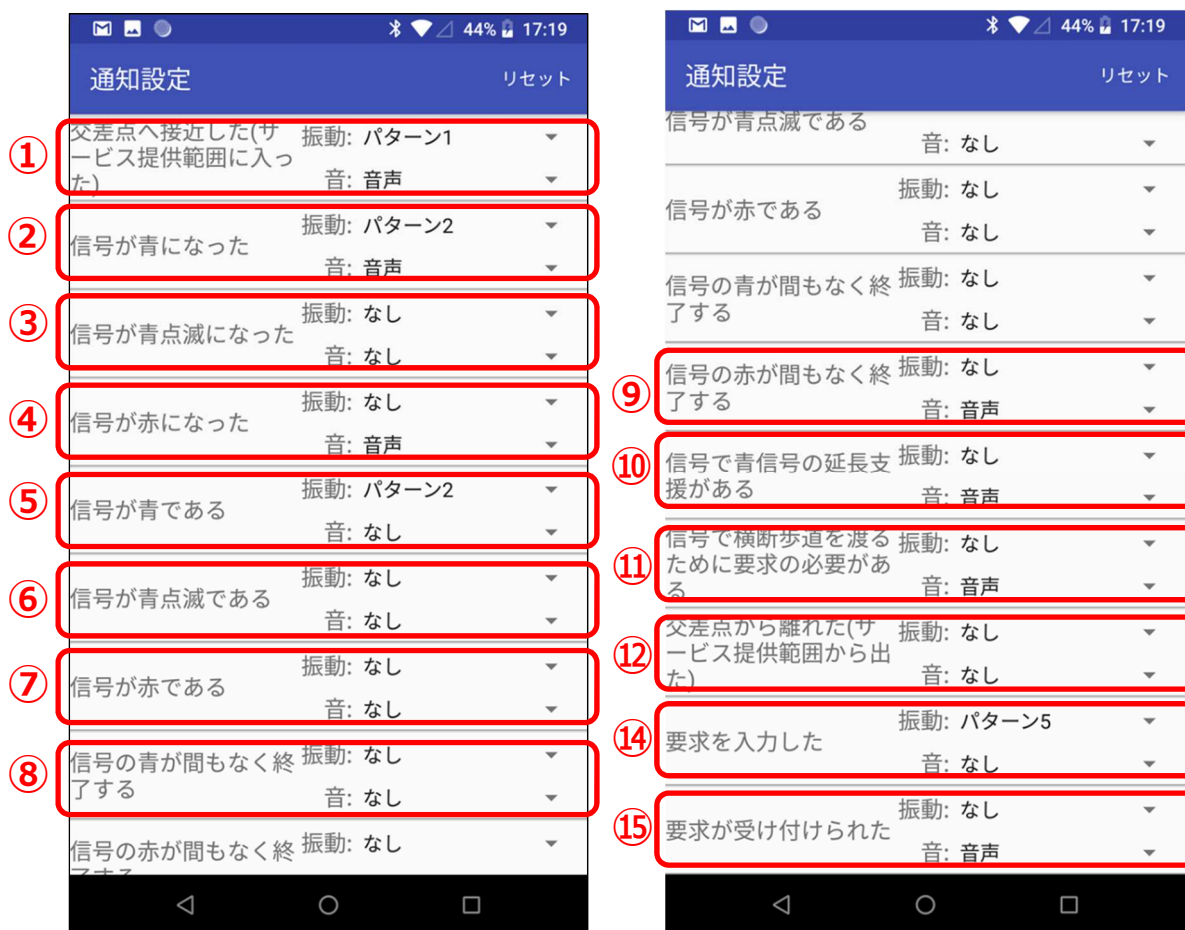 44% 17:19
通知設定 リセット
① 交差点へ接近した(サ 振動: パターン1
ービス提供範囲に入っ
た) 音: 音声
② 信号が青になった 振動: パターン2
音: 音声
③ 信号が青点滅になった 振動: なし
音: なし
④ 信号が赤になった 振動: なし
音: 音声
⑤ 信号が青である 振動: パターン2
音: なし
⑥ 信号が青点滅である 振動: なし
音: なし
⑦ 信号が赤である 振動: なし
音: なし
⑧ 信号の青が間もなく終 振動: なし
了する 音: なし
信号の赤が間もなく終 振動: なし
了する
44% 17:19
通知設定 リセット
信号が青点滅である
音: なし
信号が赤である 振動: なし
音: なし
信号の青が間もなく終 振動: なし
了する 音: なし
⑨ 信号の赤が間もなく終 振動: なし
了する 音: 音声
⑩ 信号で青信号の延長支 振動: なし
援がある 音: 音声
⑪ 信号で横断歩道を渡る 振動: なし
ために要求の必要があ
る 音: 音声
⑫ 交差点から離れた(サ 振動: なし
ービス提供範囲から出
た) 音: なし
⑭ 要求を入力した 振動: パターン5
音: なし
⑮ 要求が受け付けられた 振動: なし
音: 音声